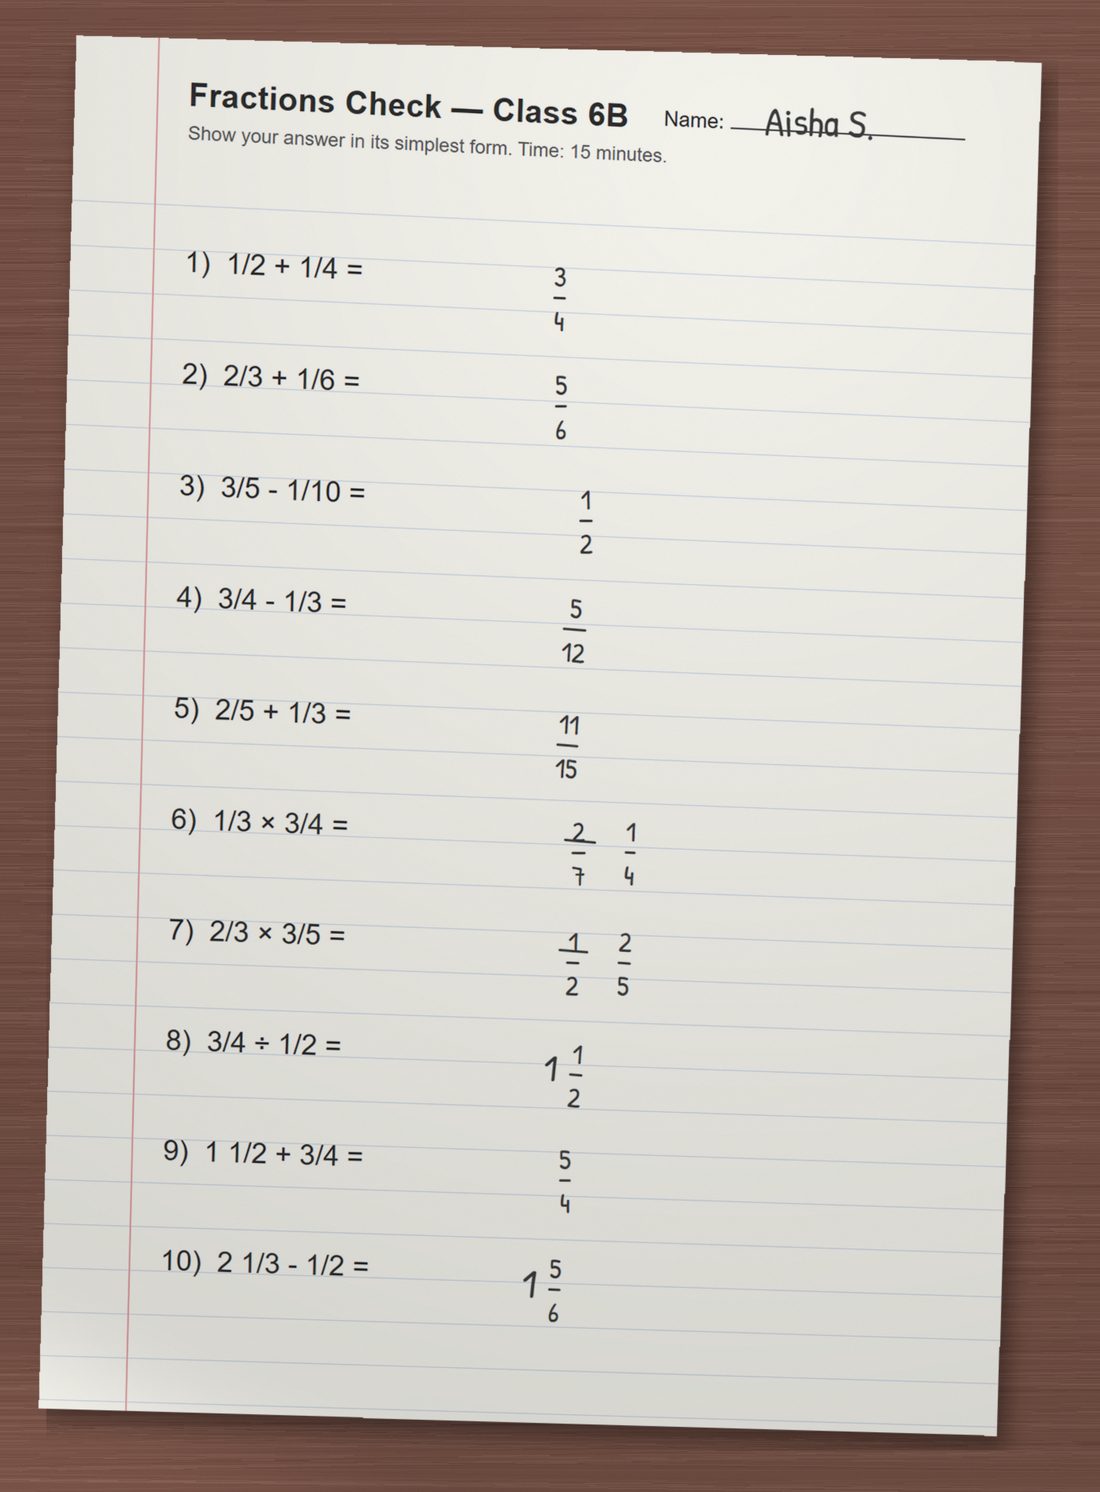 Fractions Check — Class 6B Name: Aisha S.
Show your answer in its simplest form. Time: 15 minutes.
1) 1/2 + 1/4 = 3/4
2) 2/3 + 1/6 = 5/6
3) 3/5 - 1/10 = 1/2
4) 3/4 - 1/3 = 5/12
5) 2/5 + 1/3 = 11/15
6) 1/3 × 3/4 = 2/7 1/4
7) 2/3 × 3/5 = 1/2 2/5
8) 3/4 ÷ 1/2 = 1 1/2
9) 1 1/2 + 3/4 = 5/4
10) 2 1/3 - 1/2 = 1 5/6